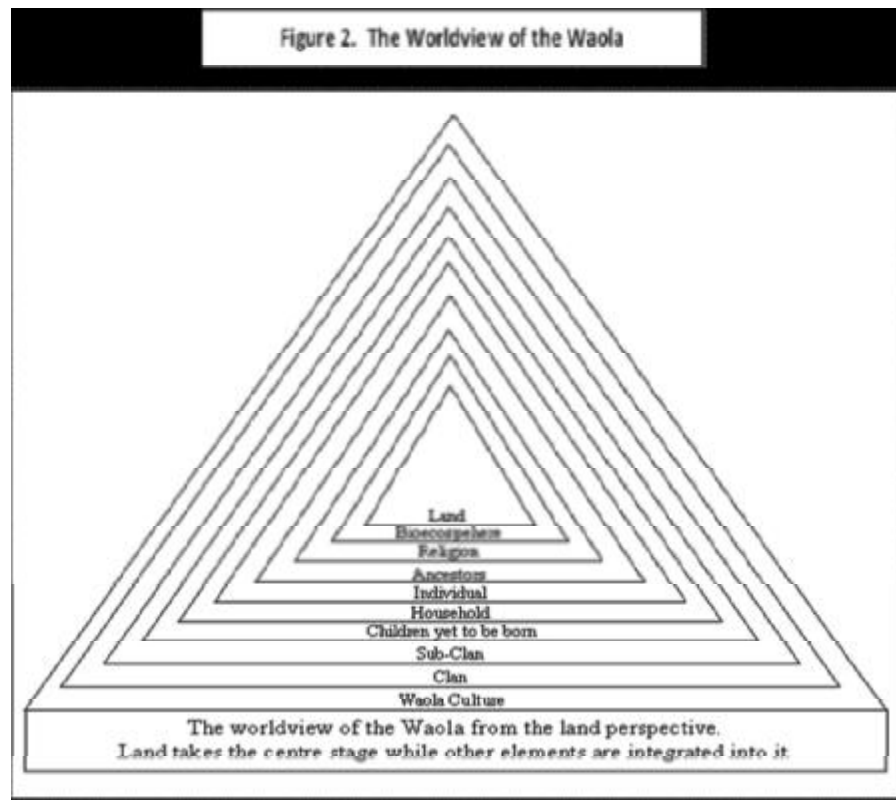 Figure 2. The Worldview of the Waola
Land
Bioecospehere
Religion
Ancestors
Individual
Household
Children yet to be born
Sub-Clan
Clan
Waola Culture
The worldview of the Waola from the land perspective.
Land takes the centre stage while other elements are integrated into it.